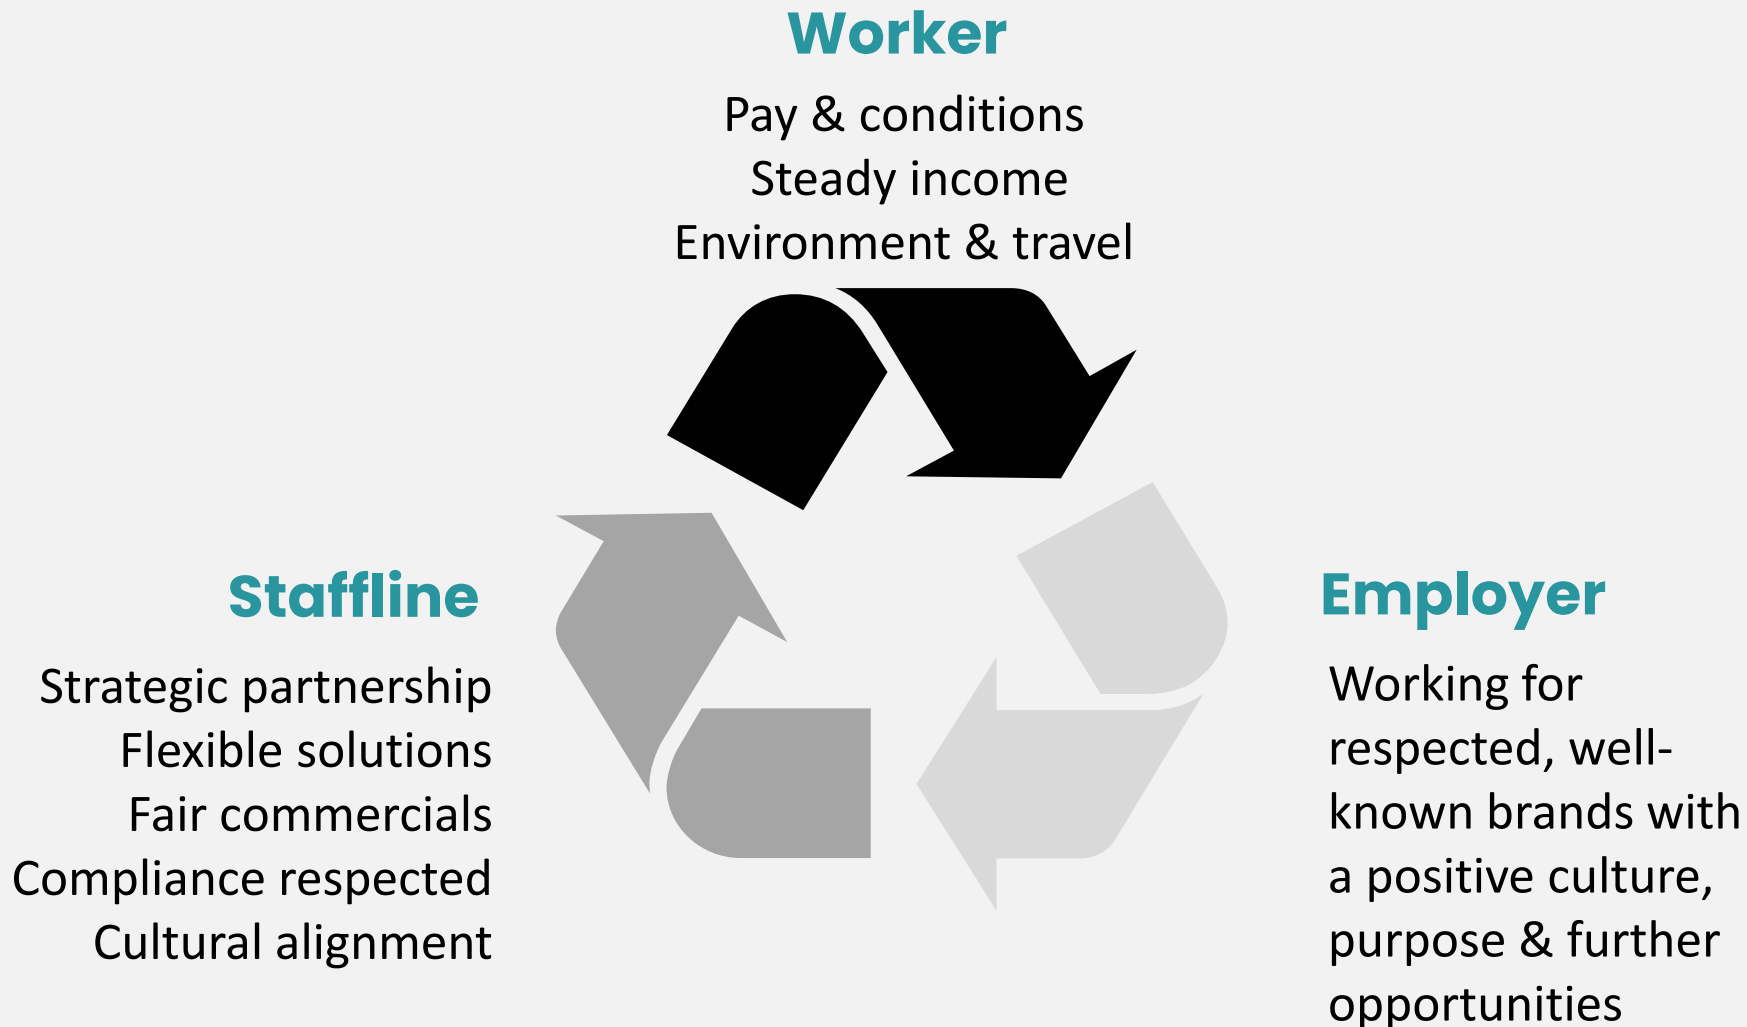 Worker
Pay & conditions
Steady income
Environment & travel
Staffline
Strategic partnership
Flexible solutions
Fair commercials
Compliance respected
Cultural alignment
Employer
Working for
respected, well-
known brands with
a positive culture,
purpose & further
opportunities